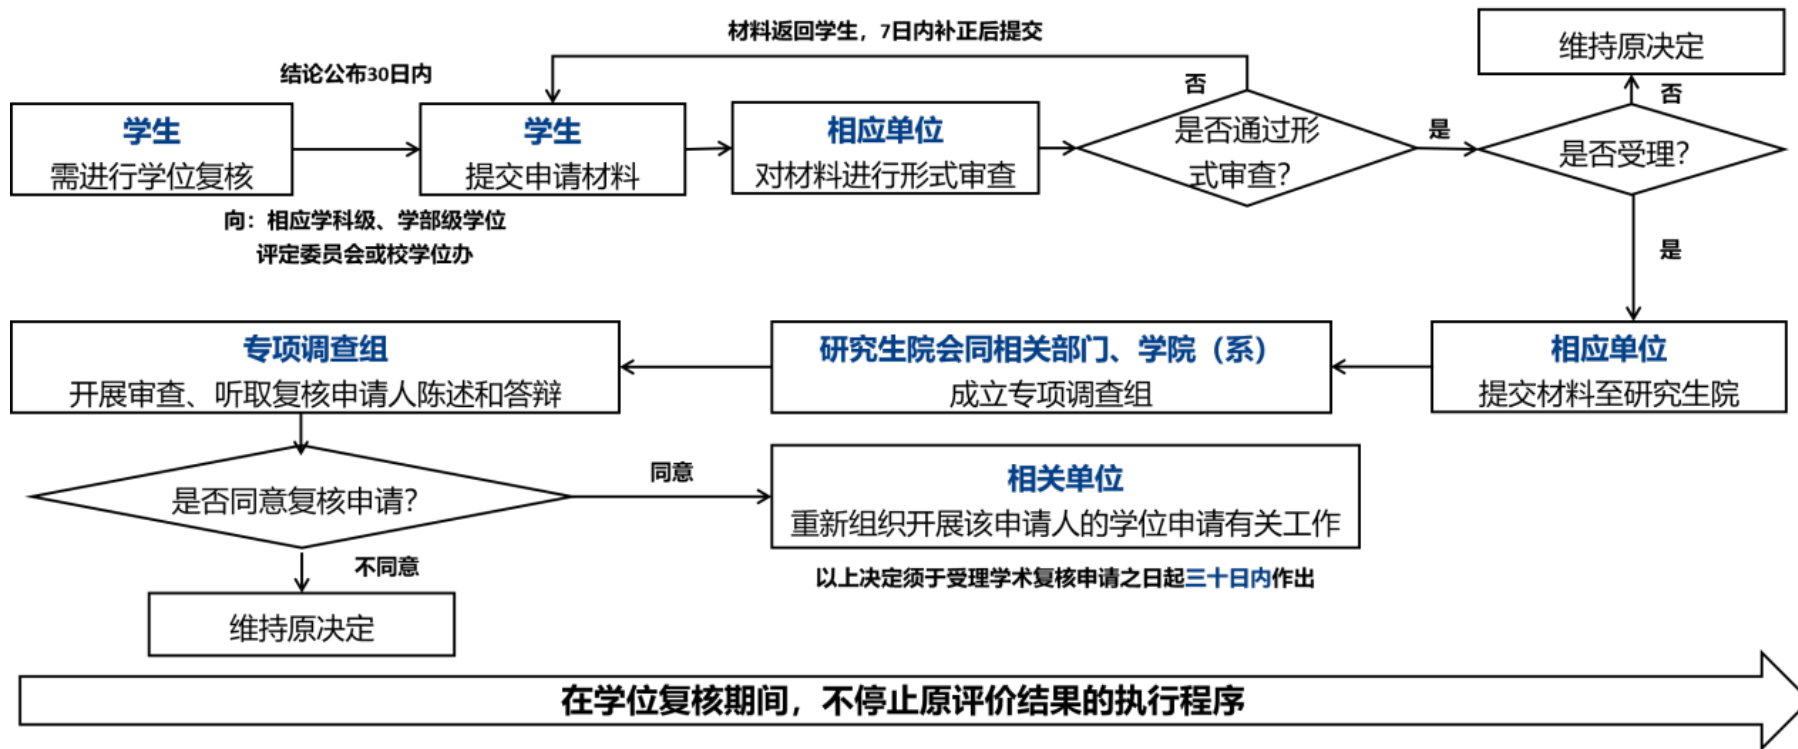 材料返回学生，7日内补正后提交
维持原决定
结论公布30日内
否
否
学生
需进行学位复核
学生
提交申请材料
相应单位
对材料进行形式审查
是否通过形
式审查?
是
是否受理?
向：相应学科级、学部级学位
评定委员会或校学位办
是
专项调查组
开展审查、听取复核申请人陈述和答辩
研究生院会同相关部门、学院（系）
成立专项调查组
相应单位
提交材料至研究生院
是否同意复核申请?
同意
相关单位
重新组织开展该申请人的学位申请有关工作
不同意
以上决定须于受理学术复核申请之日起三十日内作出
维持原决定
在学位复核期间，不停止原评价结果的执行程序